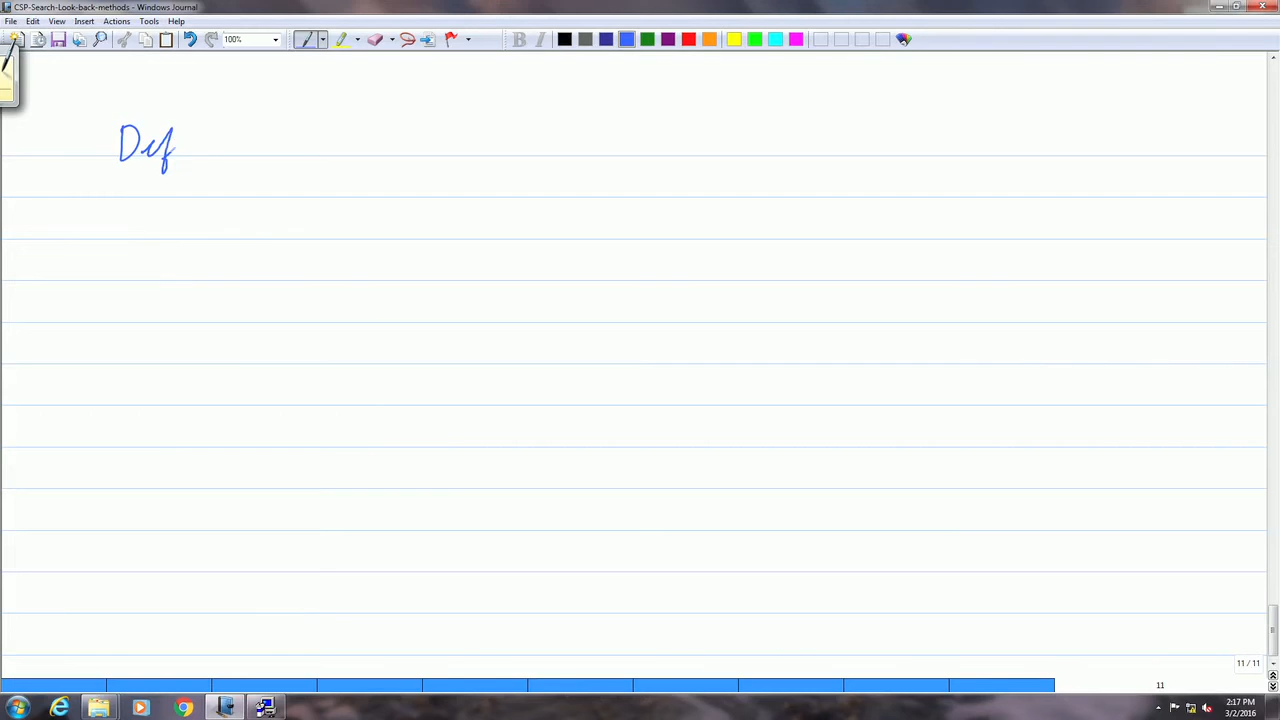 CSP-Search-Look-back-methods - Windows Journal
File Edit View Insert Actions Tools Help
100% B I
Def
11 / 11
11
2:17 PM
3/2/2016